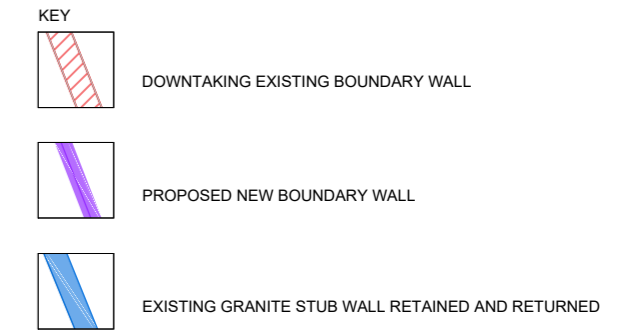 KEY
DOWNTAKING EXISTING BOUNDARY WALL
PROPOSED NEW BOUNDARY WALL
EXISTING GRANITE STUB WALL RETAINED AND RETURNED